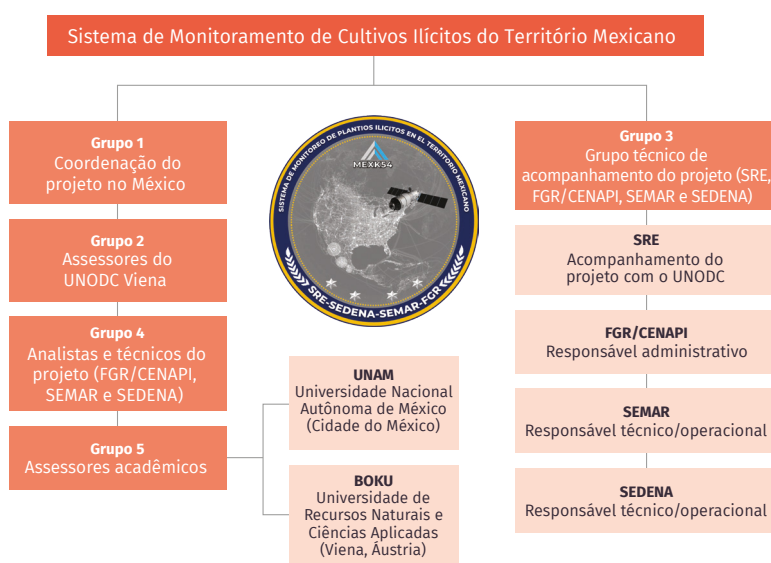 Sistema de Monitoramento de Cultivos Ilícitos do Território Mexicano
Grupo 1
Coordenação do
projeto no México
Grupo 2
Assessores do
UNODC Viena
Grupo 4
Analistas e técnicos do
projeto (FGR/CENAPI,
SEMAR e SEDENA)
Grupo 5
Assessores acadêmicos
SISTEMA DE MONITOREO DE PLANTIOS ILICITOS EN EL TERRITORIO MEXICANO
MEXK54
SRE-SEDENA-SEMAR-FGR
UNAM
Universidade Nacional
Autônoma de México
(Cidade do México)
BOKU
Universidade de
Recursos Naturais e
Ciências Aplicadas
(Viena, Áustria)
Grupo 3
Grupo técnico de
acompanhamento do projeto (SRE,
FGR/CENAPI, SEMAR e SEDENA)
SRE
Acompanhamento do
projeto com o UNODC
FGR/CENAPI
Responsável administrativo
SEMAR
Responsável técnico/operacional
SEDENA
Responsável técnico/operacional